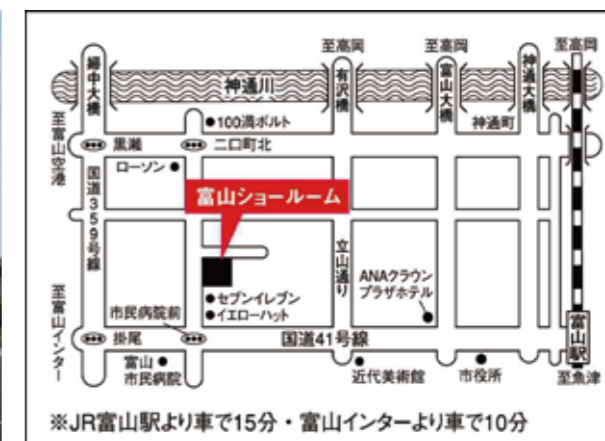 至高岡
至高岡
至高岡
婦中大橋
神通川
有沢橋
富山大橋
神通大橋
至富山空港
●100満ボルト
神通町
黒瀬
二口町北
ローソン●
国道359号線
富山ショールーム
立山通り
ANAクラウン
プラザホテル
●セブンイレブン
●イエローハット
至富山インター
市民病院前
掛尾
国道41号線
富山駅
富山
市民病院
近代美術館
市役所
至魚津
※JR富山駅より車で15分・富山インターより車で10分